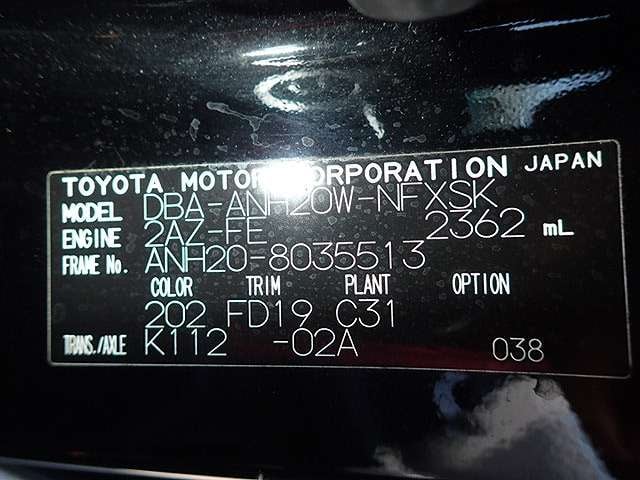 TOYOTA MOTOR CORPORATION JAPAN
MODEL DBA-ANH20W-NFXSK
ENGINE 2AZ-FE 2362 mL
FRAME No. ANH20-8035513
COLOR TRIM PLANT OPTION
202 FD19 C31
TRANS./AXLE K112 -02A 038